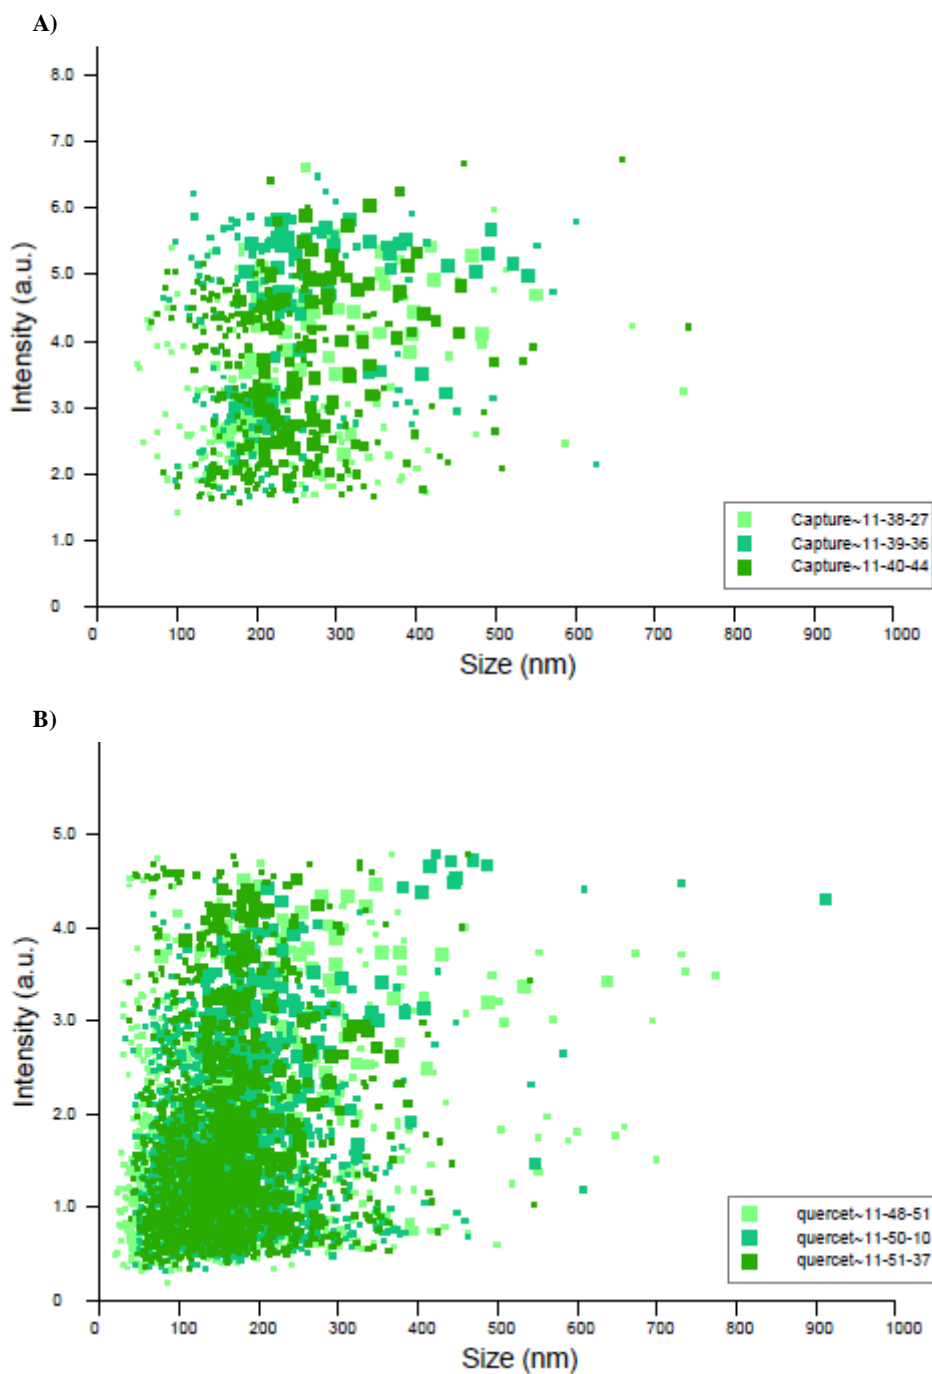 A)
8.0
7.0
6.0
5.0
4.0
3.0
2.0
1.0
0
Intensity (a.u.)
Capture~11-38-27
Capture~11-39-36
Capture~11-40-44
0 100 200 300 400 500 600 700 800 900 1000
Size (nm)
B)
5.0
4.0
3.0
2.0
1.0
0
Intensity (a.u.)
quercet~11-48-51
quercet~11-50-10
quercet~11-51-37
0 100 200 300 400 500 600 700 800 900 1000
Size (nm)